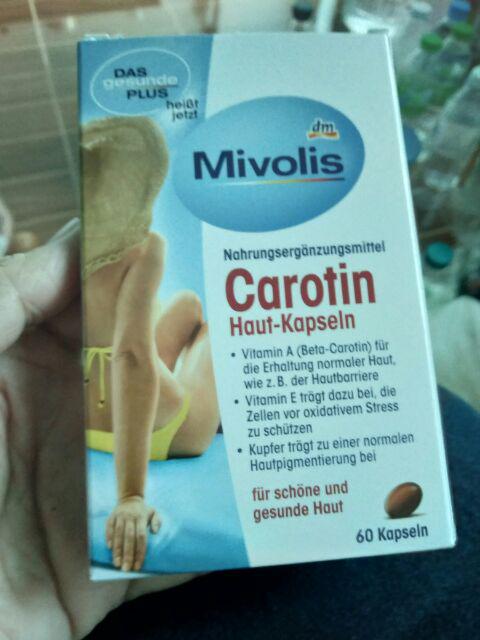 DAS
gesunde
PLUS
heißt
jetzt
dm
Mivolis
Nahrungsergänzungsmittel
Carotin
Haut-Kapseln
• Vitamin A (Beta-Carotin) für
die Erhaltung normaler Haut,
wie z. B. der Hautbarriere
• Vitamin E trägt dazu bei, die
Zellen vor oxidativem Stress
zu schützen
• Kupfer trägt zu einer normalen
Hautpigmentierung bei
für schöne und
gesunde Haut
60 Kapseln